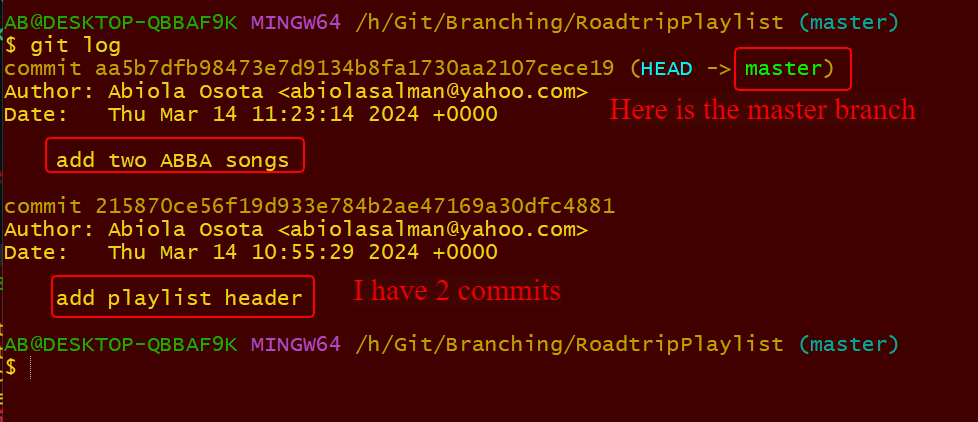 AB@DESKTOP-QBBAF9K MINGW64 /h/Git/Branching/RoadtripPlaylist (master)
$ git log
commit aa5b7dfb98473e7d9134b8fa1730aa2107cece19 (HEAD -> master)
Author: Abiola Osota <abiolasalman@yahoo.com>
Date:   Thu Mar 14 11:23:14 2024 +0000
Here is the master branch
add two ABBA songs
commit 215870ce56f19d933e784b2ae47169a30dfc4881
Author: Abiola Osota <abiolasalman@yahoo.com>
Date:   Thu Mar 14 10:55:29 2024 +0000
add playlist header
I have 2 commits
AB@DESKTOP-QBBAF9K MINGW64 /h/Git/Branching/RoadtripPlaylist (master)
$